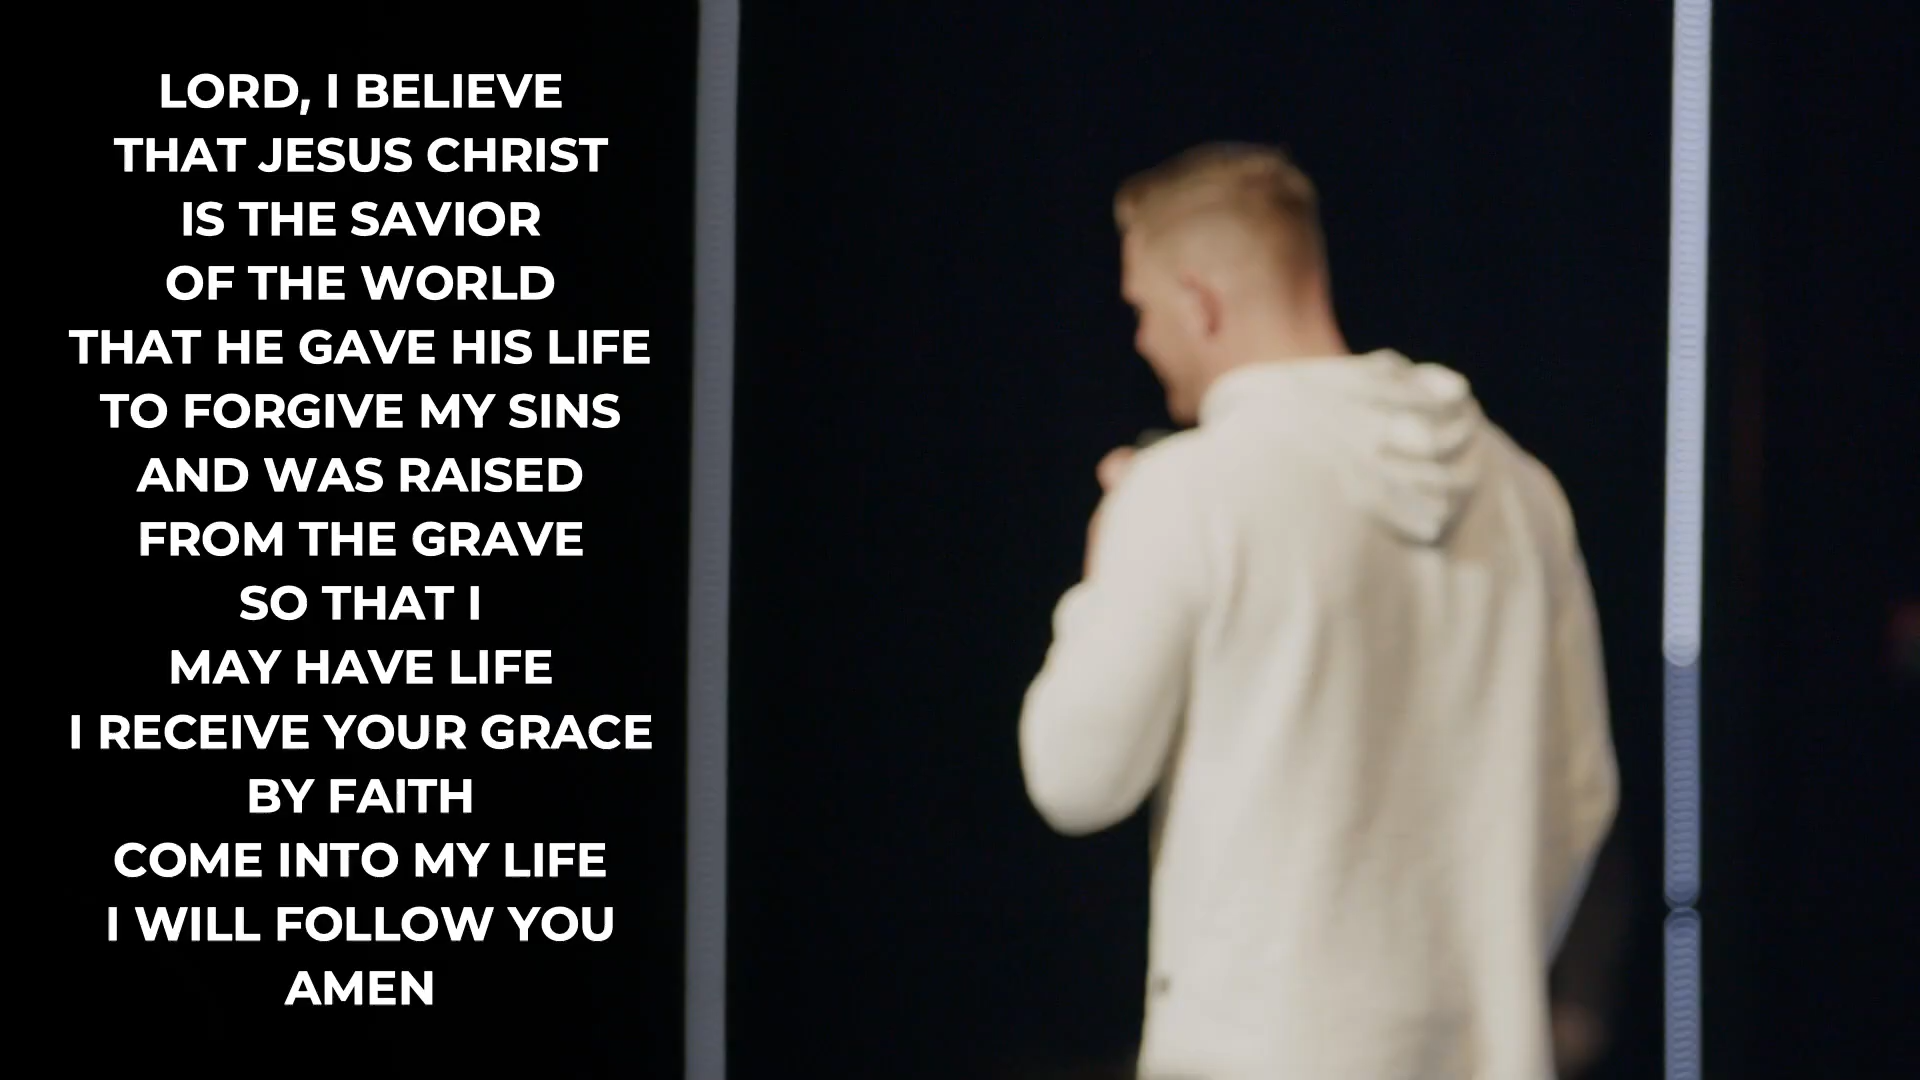 LORD, I BELIEVE
THAT JESUS CHRIST
IS THE SAVIOR
OF THE WORLD
THAT HE GAVE HIS LIFE
TO FORGIVE MY SINS
AND WAS RAISED
FROM THE GRAVE
SO THAT I
MAY HAVE LIFE
I RECEIVE YOUR GRACE
BY FAITH
COME INTO MY LIFE
I WILL FOLLOW YOU
AMEN